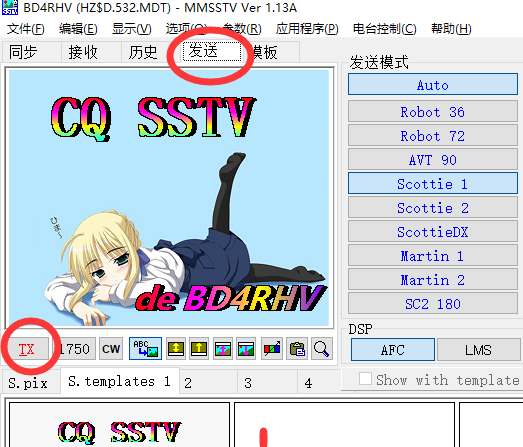 BD4RHV (HZ$D.532.MDT) - MMSSTV Ver 1.13A
文件(F) 编辑(E) 显示(V) 选项(O) 参数(R) 应用程序(P) 电台控制(C) 帮助(H)
同步 接收 历史 发送 模板
发送模式
Auto
Robot 36
Robot 72
AVT 90
Scottie 1
Scottie 2
ScottieDX
Martin 1
Martin 2
SC2 180
CQ SSTV
ひま~
de BD4RHV
DSP
TX 1750 CW ABC
AFC LMS
S.pix S.templates 1 2 3 4
Show with template
CQ SSTV